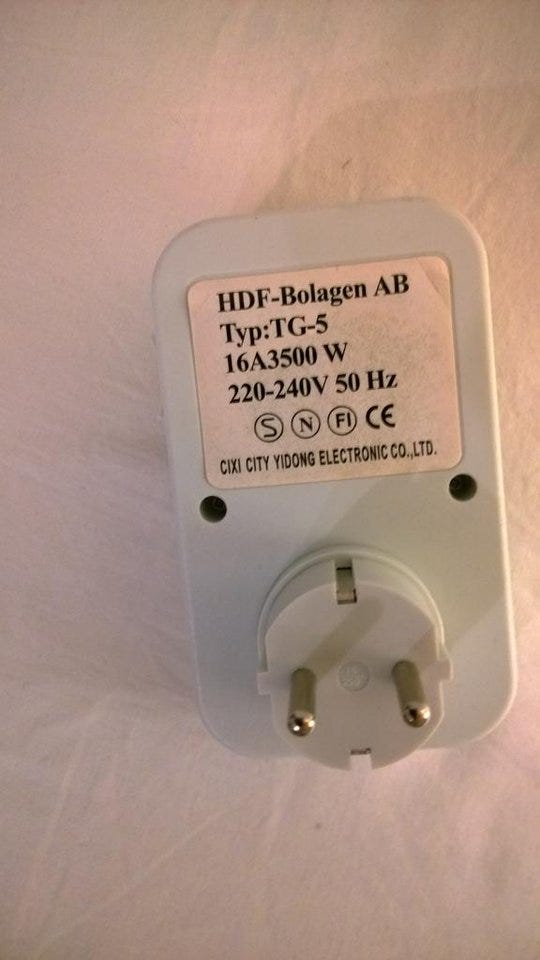 HDF-Bolagen AB
Typ:TG-5
16A3500 W
220-240V 50 Hz
S N FI CE
CIXI CITY YIDONG ELECTRONIC CO.,LTD.